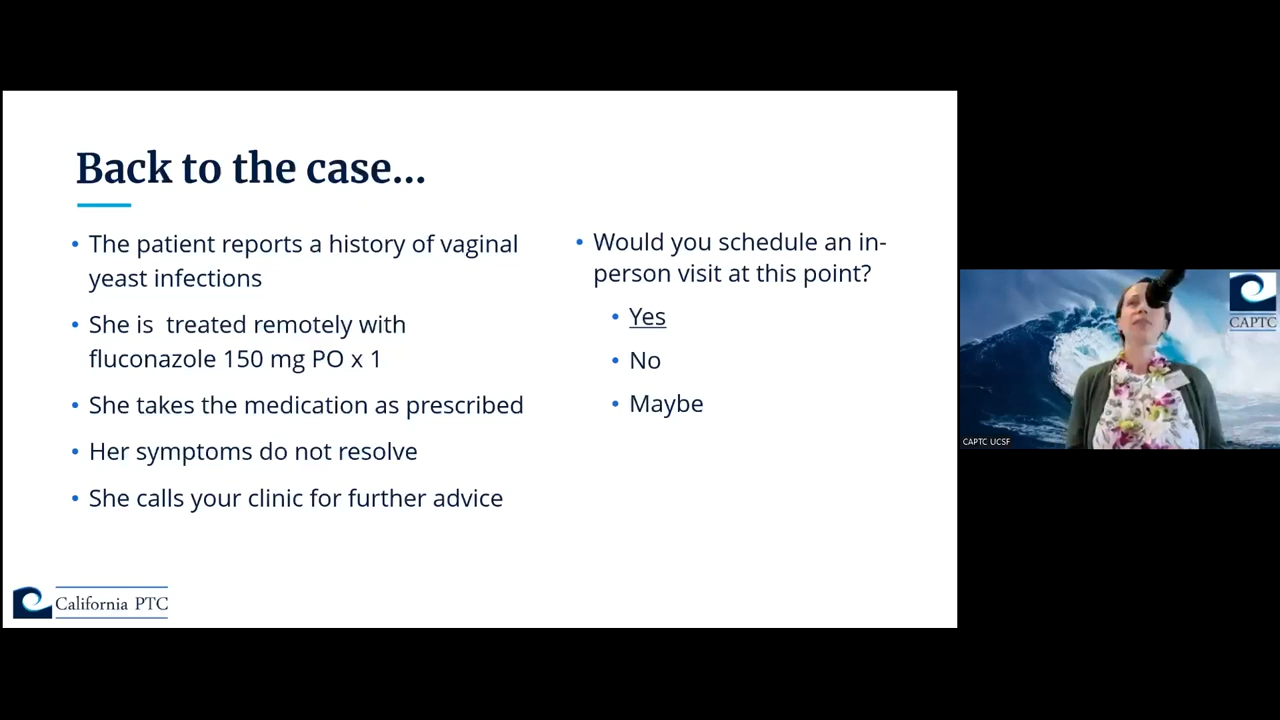 Back to the case...
• The patient reports a history of vaginal
yeast infections
• She is treated remotely with
fluconazole 150 mg PO x 1
• She takes the medication as prescribed
• Her symptoms do not resolve
• She calls your clinic for further advice
• Would you schedule an in-
person visit at this point?
• Yes
• No
• Maybe
California PTC
CAPTC
CAPTC UCSF